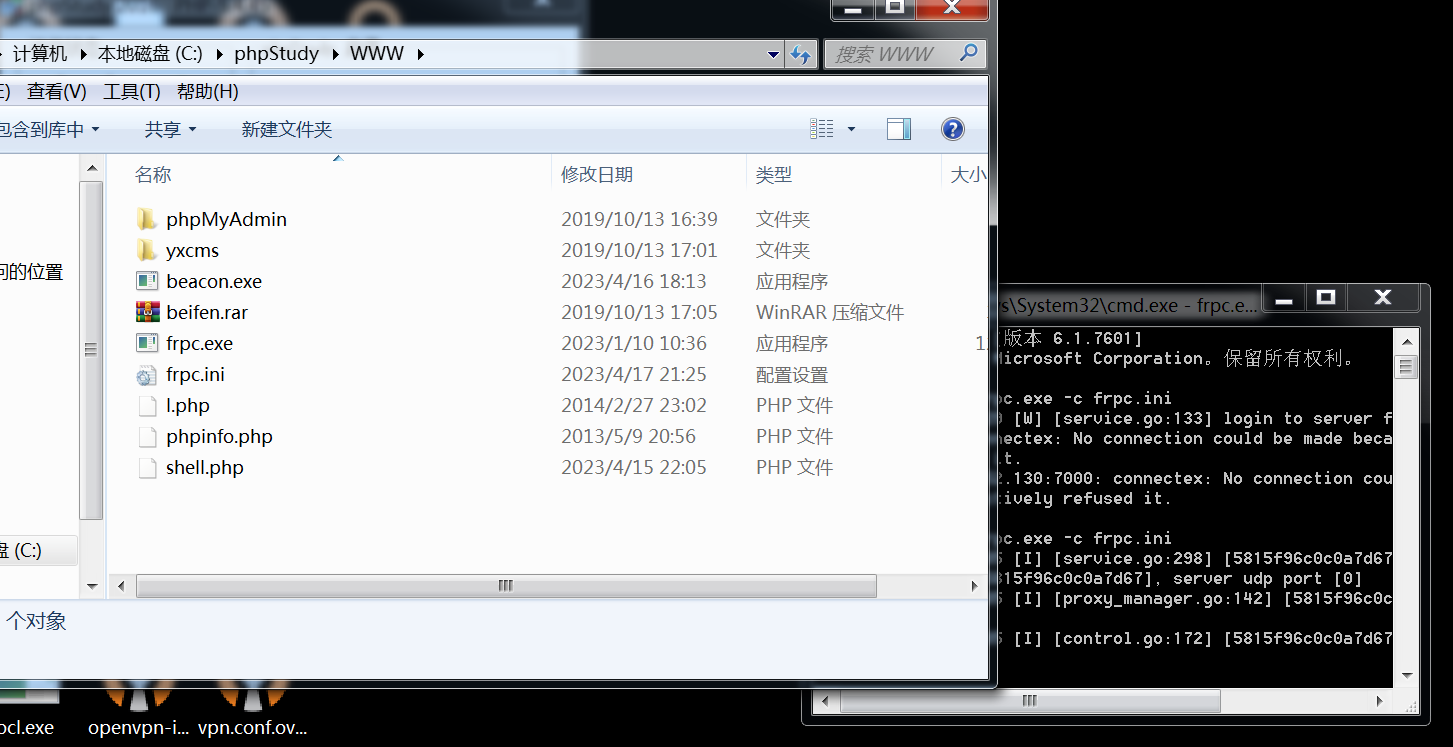 计算机 本地磁盘 (C:) phpStudy WWW
搜索 WWW
查看(V) 工具(T) 帮助(H)
包含到库中 共享 新建文件夹
名称 修改日期 类型 大小
phpMyAdmin 2019/10/13 16:39 文件夹
yxcms 2019/10/13 17:01 文件夹
beacon.exe 2023/4/16 18:13 应用程序
beifen.rar 2019/10/13 17:05 WinRAR 压缩文件
frpc.exe 2023/1/10 10:36 应用程序 1.
frpc.ini 2023/4/17 21:25 配置设置
l.php 2014/2/27 23:02 PHP 文件
phpinfo.php 2013/5/9 20:56 PHP 文件
shell.php 2023/4/15 22:05 PHP 文件
问的位置
盘 (C:)
个对象
ocl.exe openvpn-i... vpn.conf.ov...
s\System32\cmd.exe - frpc.e...
版本 6.1.7601]
Microsoft Corporation。保留所有权利。
pc.exe -c frpc.ini
[W] [service.go:133] login to server f
nectex: No connection could be made beca
t.
2.130:7000: connectex: No connection cou
tively refused it.
pc.exe -c frpc.ini
[I] [service.go:298] [5815f96c0c0a7d67
815f96c0c0a7d67], server udp port [0]
[I] [proxy_manager.go:142] [5815f96c0c
[I] [control.go:172] [5815f96c0c0a7d67